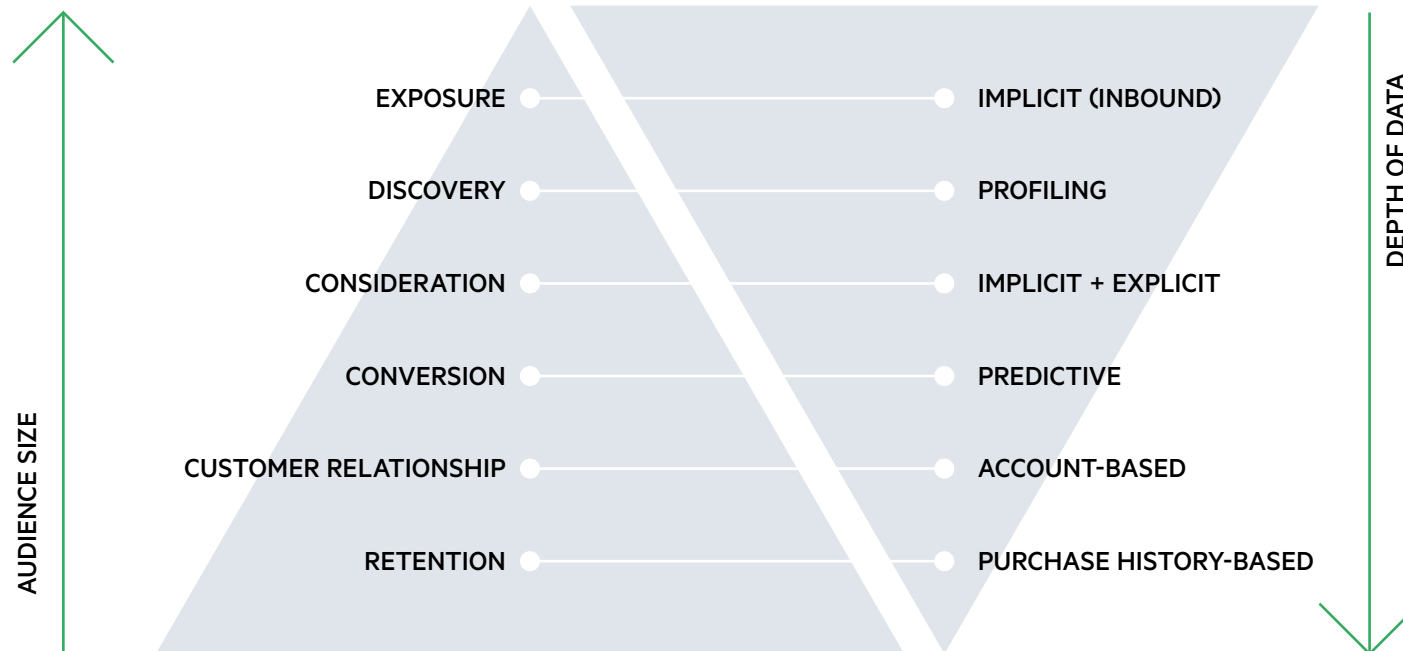 EXPOSURE
IMPLICIT (INBOUND)
DISCOVERY
PROFILING
CONSIDERATION
IMPLICIT + EXPLICIT
CONVERSION
PREDICTIVE
CUSTOMER RELATIONSHIP
ACCOUNT-BASED
RETENTION
PURCHASE HISTORY-BASED
AUDIENCE SIZE
DEPTH OF DATA